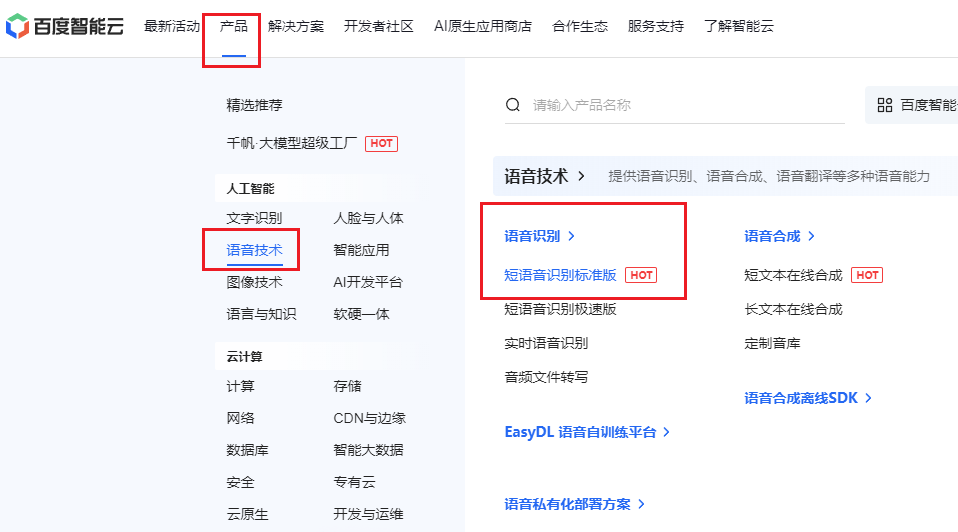 百度智能云 最新活动 产品 解决方案 开发者社区 AI原生应用商店 合作生态 服务支持 了解智能云
精选推荐
千帆·大模型超级工厂 HOT
人工智能
文字识别 人脸与人体
语音技术 智能应用
图像技术 AI开发平台
语言与知识 软硬一体
云计算
计算 存储
网络 CDN与边缘
数据库 智能大数据
安全 专有云
云原生 开发与运维
请输入产品名称 百度智能
语音技术 > 提供语音识别、语音合成、语音翻译等多种语音能力
语音识别 >
短语音识别标准版 HOT
短语音识别极速版
实时语音识别
音频文件转写
EasyDL 语音自训练平台 >
语音私有化部署方案 >
语音合成 >
短文本在线合成 HOT
长文本在线合成
定制音库
语音合成离线SDK >